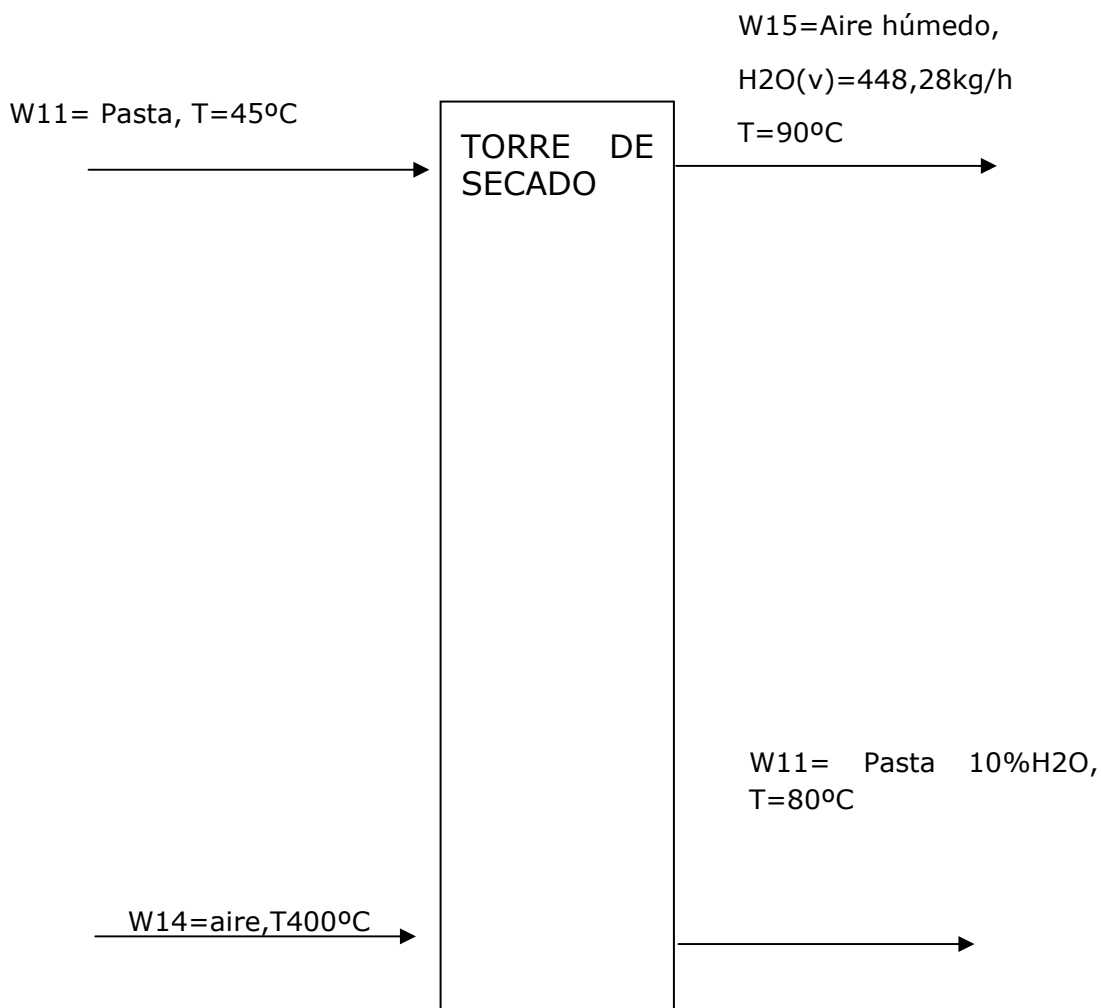 W15=Aire húmedo,
H2O(v)=448,28kg/h
T=90ºC
W11= Pasta, T=45ºC
TORRE DE
SECADO
W11= Pasta 10%H2O,
T=80ºC
W14=aire,T400ºC